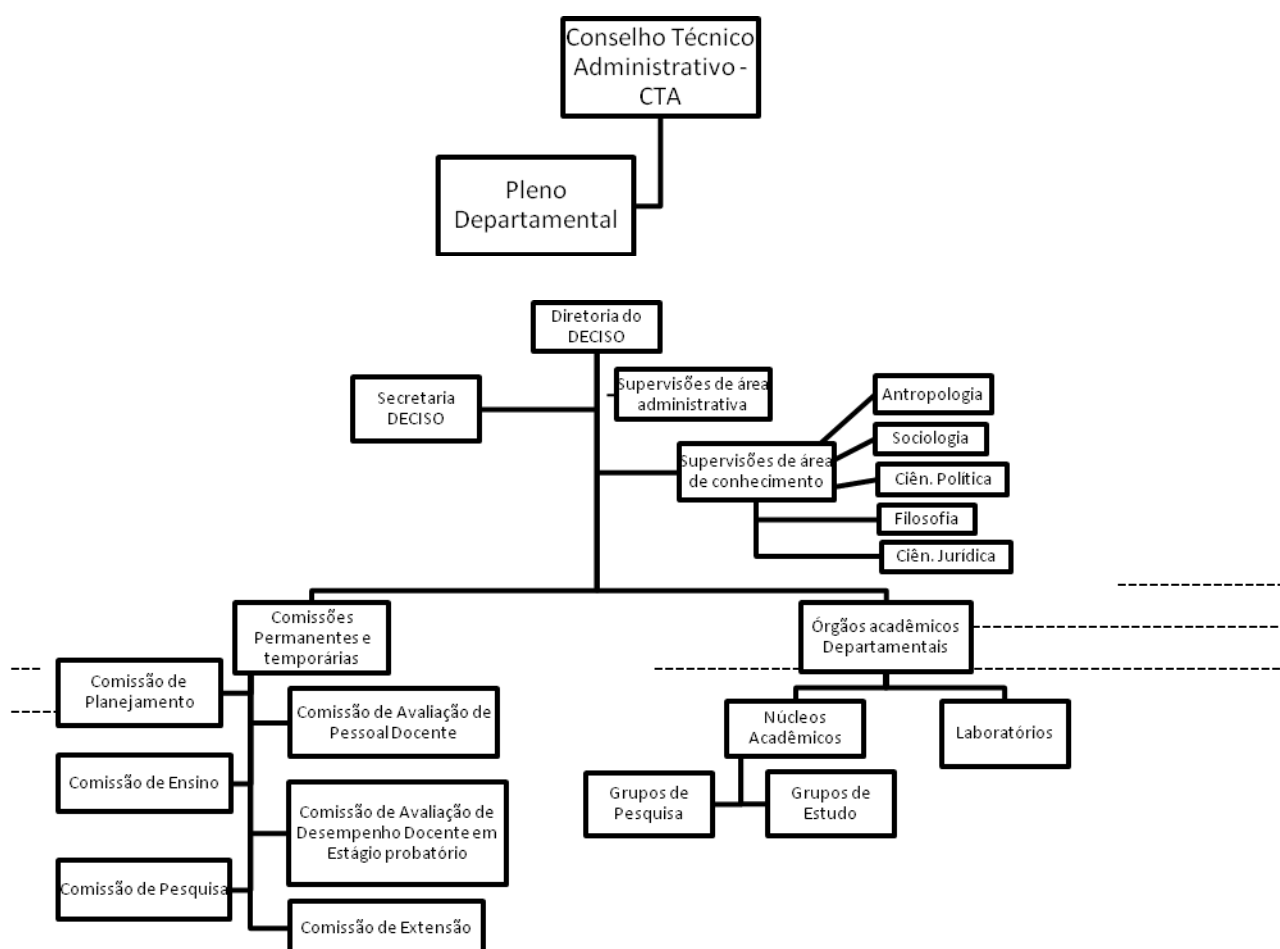 Conselho Técnico
Administrativo -
CTA
Pleno
Departamental
Diretoria do
DECISO
Secretaria
DECISO
Supervisões de área
administrativa
Supervisões de área
de conhecimento
Antropologia
Sociologia
Ciên. Política
Filosofia
Ciên. Jurídica
Comissões
Permanentes e
temporárias
Comissão de
Planejamento
Comissão de Avaliação de
Pessoal Docente
Comissão de Ensino
Comissão de Avaliação de
Desempenho Docente em
Estágio probatório
Comissão de Pesquisa
Comissão de Extensão
Órgãos acadêmicos
Departamentais
Núcleos
Acadêmicos
Laboratórios
Grupos de
Pesquisa
Grupos de
Estudo